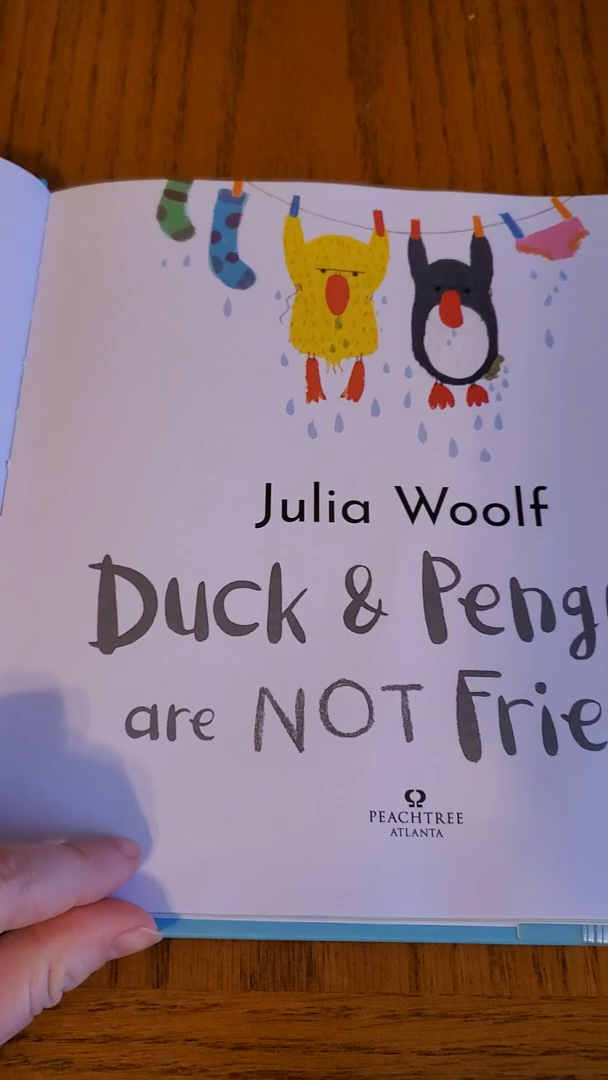 Julia Woolf
Duck & Peng
are NOT Frie
PEACHTREE
ATLANTA